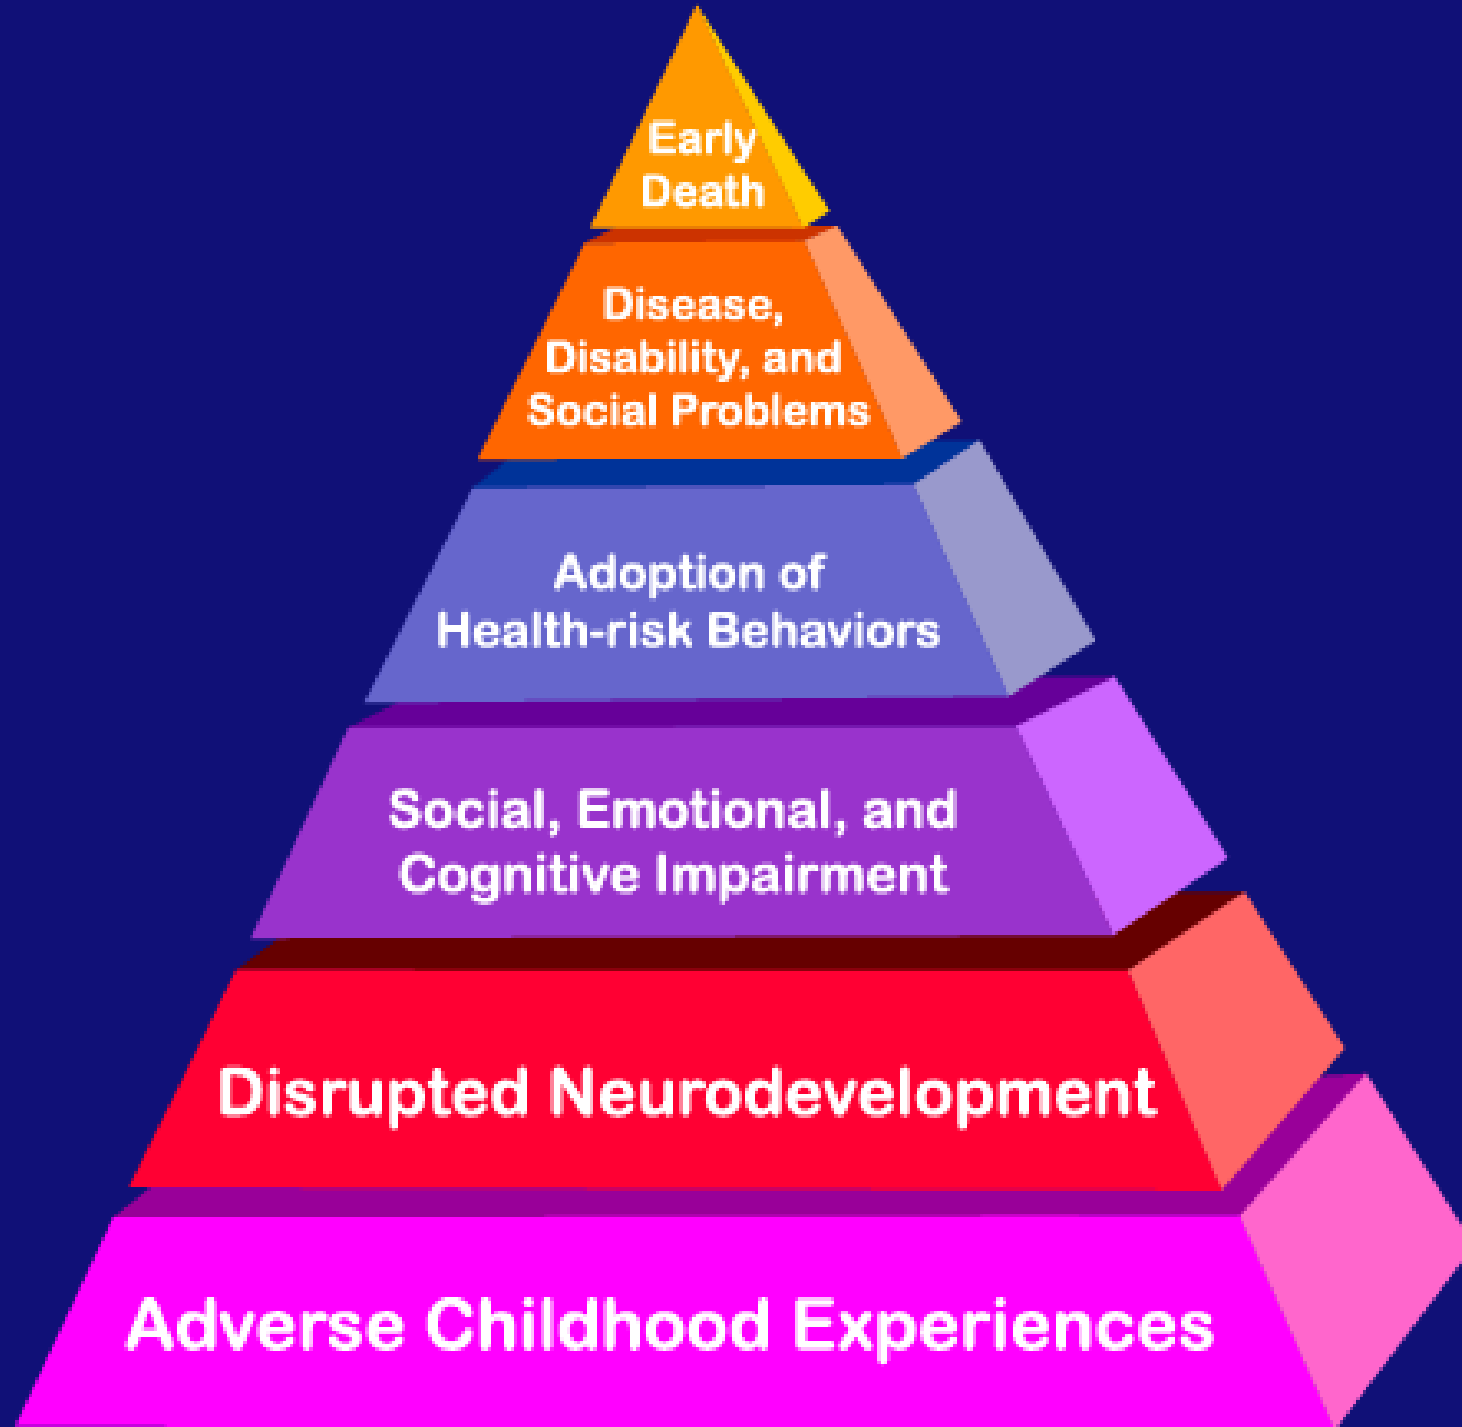 Early
Death
Disease,
Disability, and
Social Problems
Adoption of
Health-risk Behaviors
Social, Emotional, and
Cognitive Impairment
Disrupted Neurodevelopment
Adverse Childhood Experiences